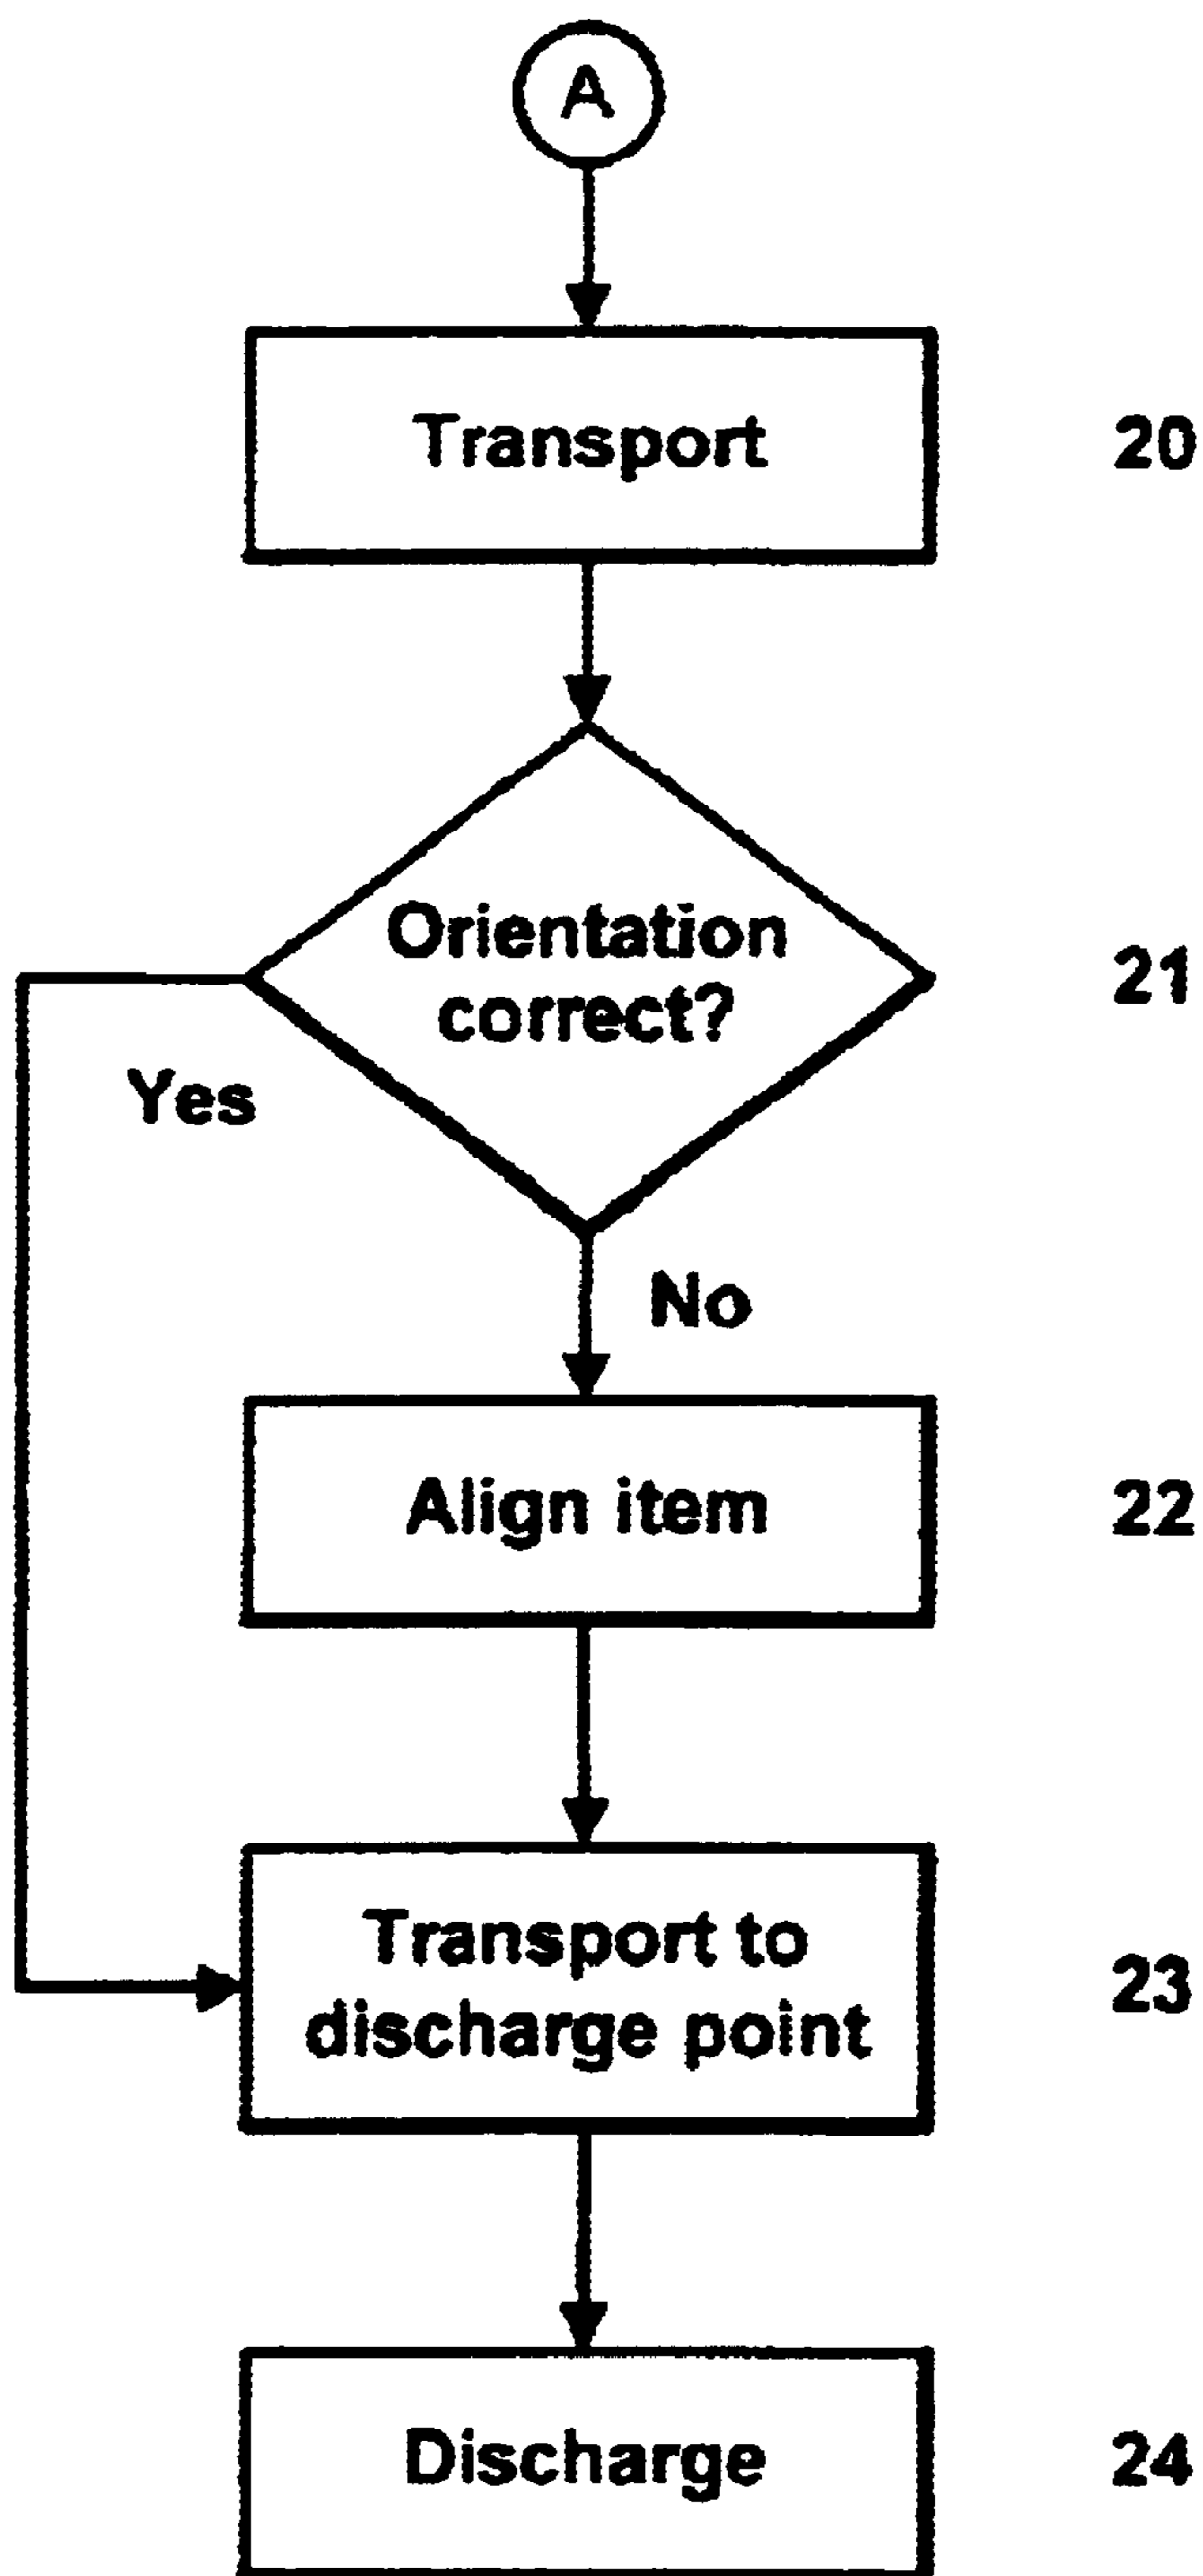 A
Transport
20
Orientation
correct?
21
Yes
No
Align item
22
Transport to
discharge point
23
Discharge
24